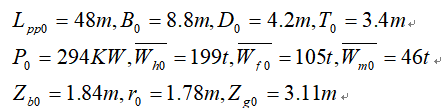 L_{pp0} = 48m, B_0 = 8.8m, D_0 = 4.2m, T_0 = 3.4m↵
P_0 = 294KW, \overline{W_{h0}} = 199t, \overline{W_{f0}} = 105t, \overline{W_{m0}} = 46t↵
Z_{b0} = 1.84m, r_0 = 1.78m, Z_{g0} = 3.11m↵